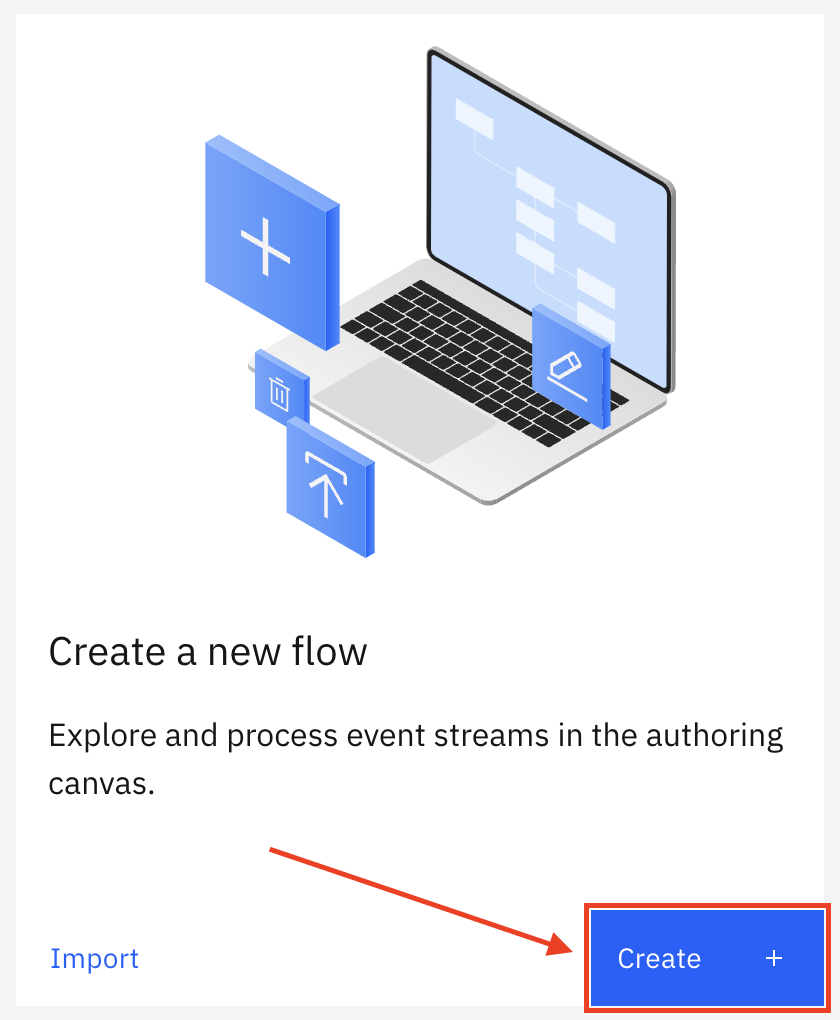 Create a new flow
Explore and process event streams in the authoring
canvas.
Import
Create +